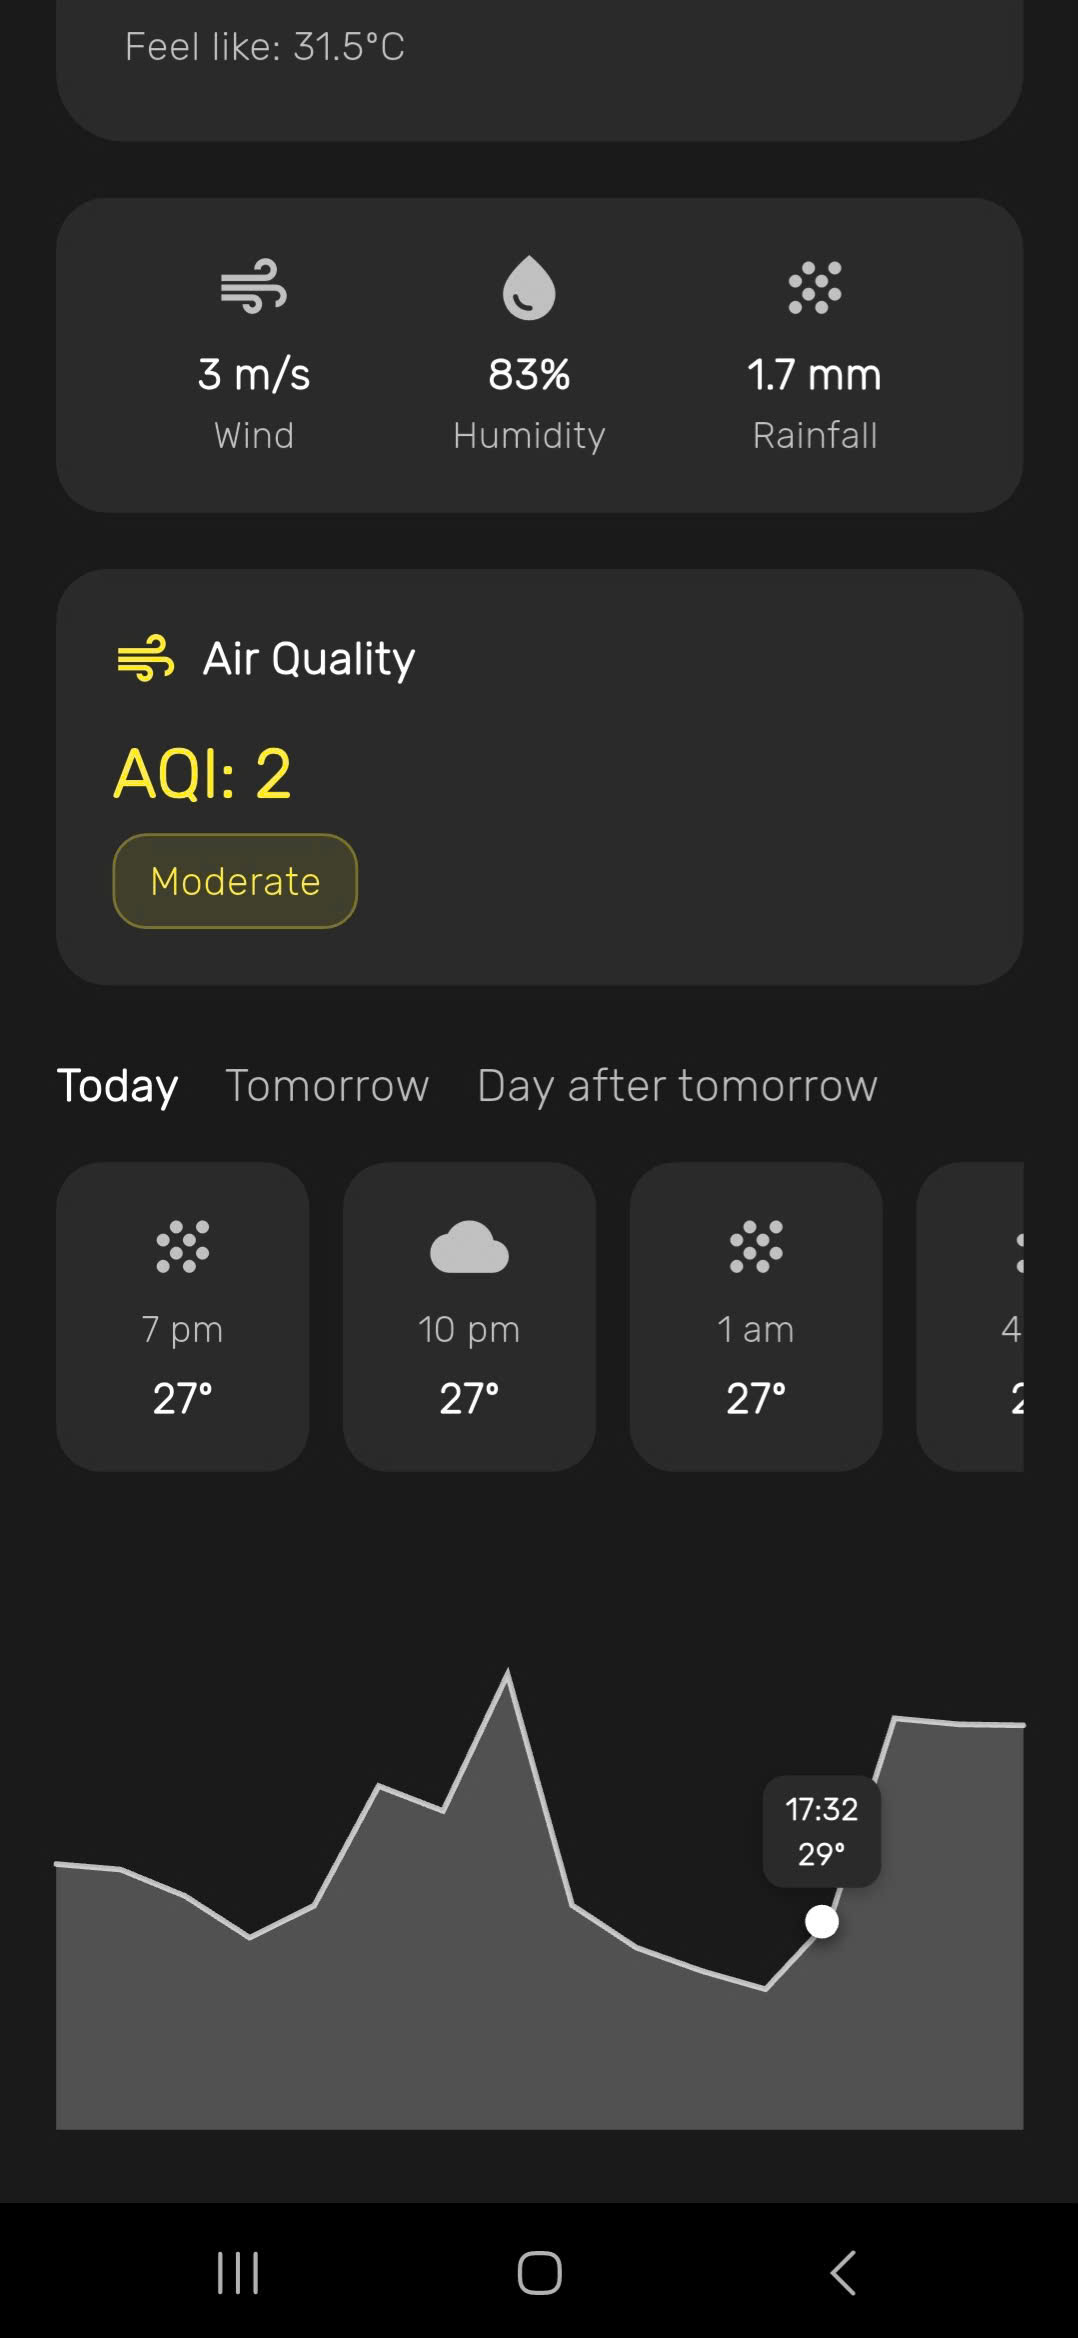 Feel like: 31.5°C
3 m/s
83%
1.7 mm
Wind
Humidity
Rainfall
Air Quality
AQI: 2
Moderate
Today
Tomorrow
Day after tomorrow
7 pm
10 pm
1 am
4
27°
27°
27°
2
17:32
29°